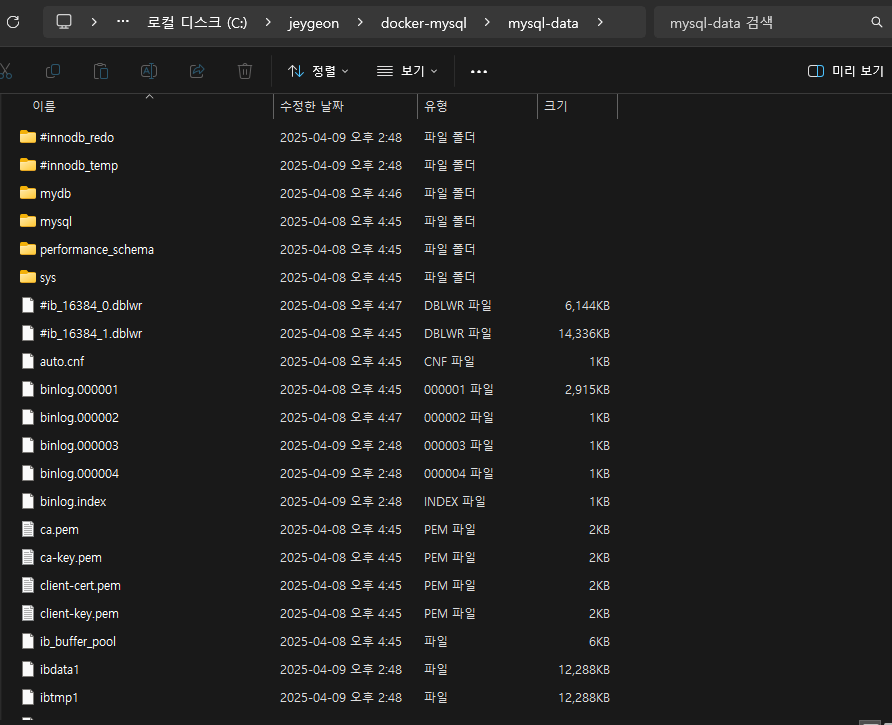 … 로컬 디스크 (C:) > jeygeon > docker-mysql > mysql-data > mysql-data 검색
정렬 보기 ••• 미리 보기
이름 수정한 날짜 유형 크기
#innodb_redo 2025-04-09 오후 2:48 파일 폴더
#innodb_temp 2025-04-09 오후 2:48 파일 폴더
mydb 2025-04-08 오후 4:46 파일 폴더
mysql 2025-04-08 오후 4:45 파일 폴더
performance_schema 2025-04-08 오후 4:45 파일 폴더
sys 2025-04-08 오후 4:45 파일 폴더
#ib_16384_0.dblwr 2025-04-08 오후 4:47 DBLWR 파일 6,144KB
#ib_16384_1.dblwr 2025-04-08 오후 4:45 DBLWR 파일 14,336KB
auto.cnf 2025-04-08 오후 4:45 CNF 파일 1KB
binlog.000001 2025-04-08 오후 4:45 000001 파일 2,915KB
binlog.000002 2025-04-08 오후 4:47 000002 파일 1KB
binlog.000003 2025-04-09 오후 2:48 000003 파일 1KB
binlog.000004 2025-04-09 오후 2:48 000004 파일 1KB
binlog.index 2025-04-09 오후 2:48 INDEX 파일 1KB
ca.pem 2025-04-08 오후 4:45 PEM 파일 2KB
ca-key.pem 2025-04-08 오후 4:45 PEM 파일 2KB
client-cert.pem 2025-04-08 오후 4:45 PEM 파일 2KB
client-key.pem 2025-04-08 오후 4:45 PEM 파일 2KB
ib_buffer_pool 2025-04-08 오후 4:45 파일 6KB
ibdata1 2025-04-09 오후 2:48 파일 12,288KB
ibtmp1 2025-04-09 오후 2:48 파일 12,288KB